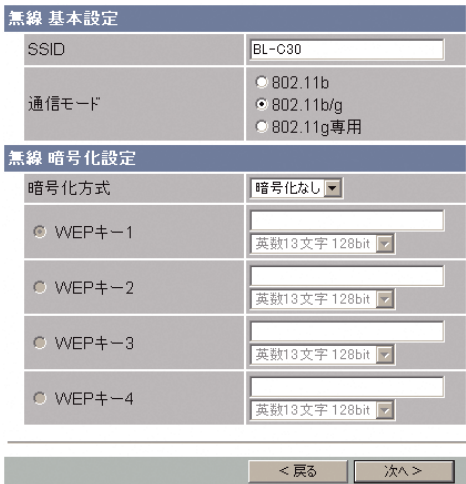 無線 基本設定
SSID
BL-C30
通信モード
802.11b
802.11b/g
802.11g専用
無線 暗号化設定
暗号化方式
暗号化なし
WEPキー1
英数13文字 128bit
WEPキー2
英数13文字 128bit
WEPキー3
英数13文字 128bit
WEPキー4
英数13文字 128bit
＜戻る
次へ＞